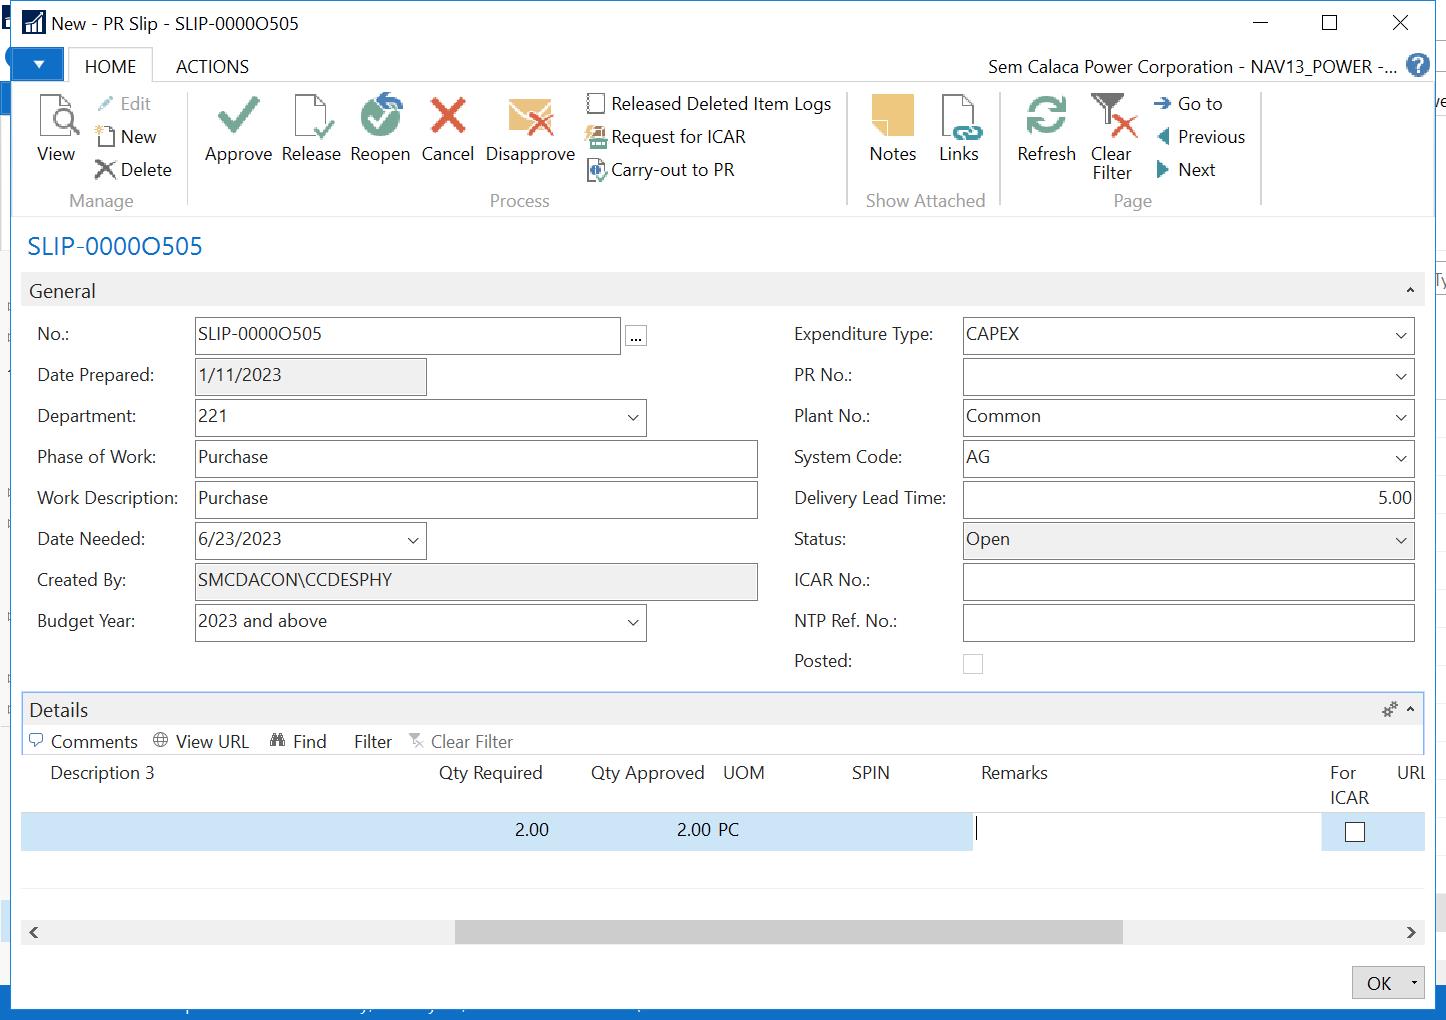 New - PR Slip - SLIP-0000O505
HOME ACTIONS Sem Calaca Power Corporation - NAV13_POWER -...
View
Edit
New
Delete
Manage
Approve Release Reopen Cancel Disapprove
Released Deleted Item Logs
Request for ICAR
Carry-out to PR
Process
Notes Links
Show Attached
Refresh Clear Filter
Go to
Previous
Next
Page
SLIP-0000O505
General
No.: SLIP-0000O505 ...
Date Prepared: 1/11/2023
Department: 221
Phase of Work: Purchase
Work Description: Purchase
Date Needed: 6/23/2023
Created By: SMCDACON\CCDESPHY
Budget Year: 2023 and above
Expenditure Type: CAPEX
PR No.:
Plant No.: Common
System Code: AG
Delivery Lead Time: 5.00
Status: Open
ICAR No.:
NTP Ref. No.:
Posted:
Details
Comments View URL Find Filter Clear Filter
Description 3 Qty Required Qty Approved UOM SPIN Remarks For ICAR URL
2.00 2.00 PC
OK